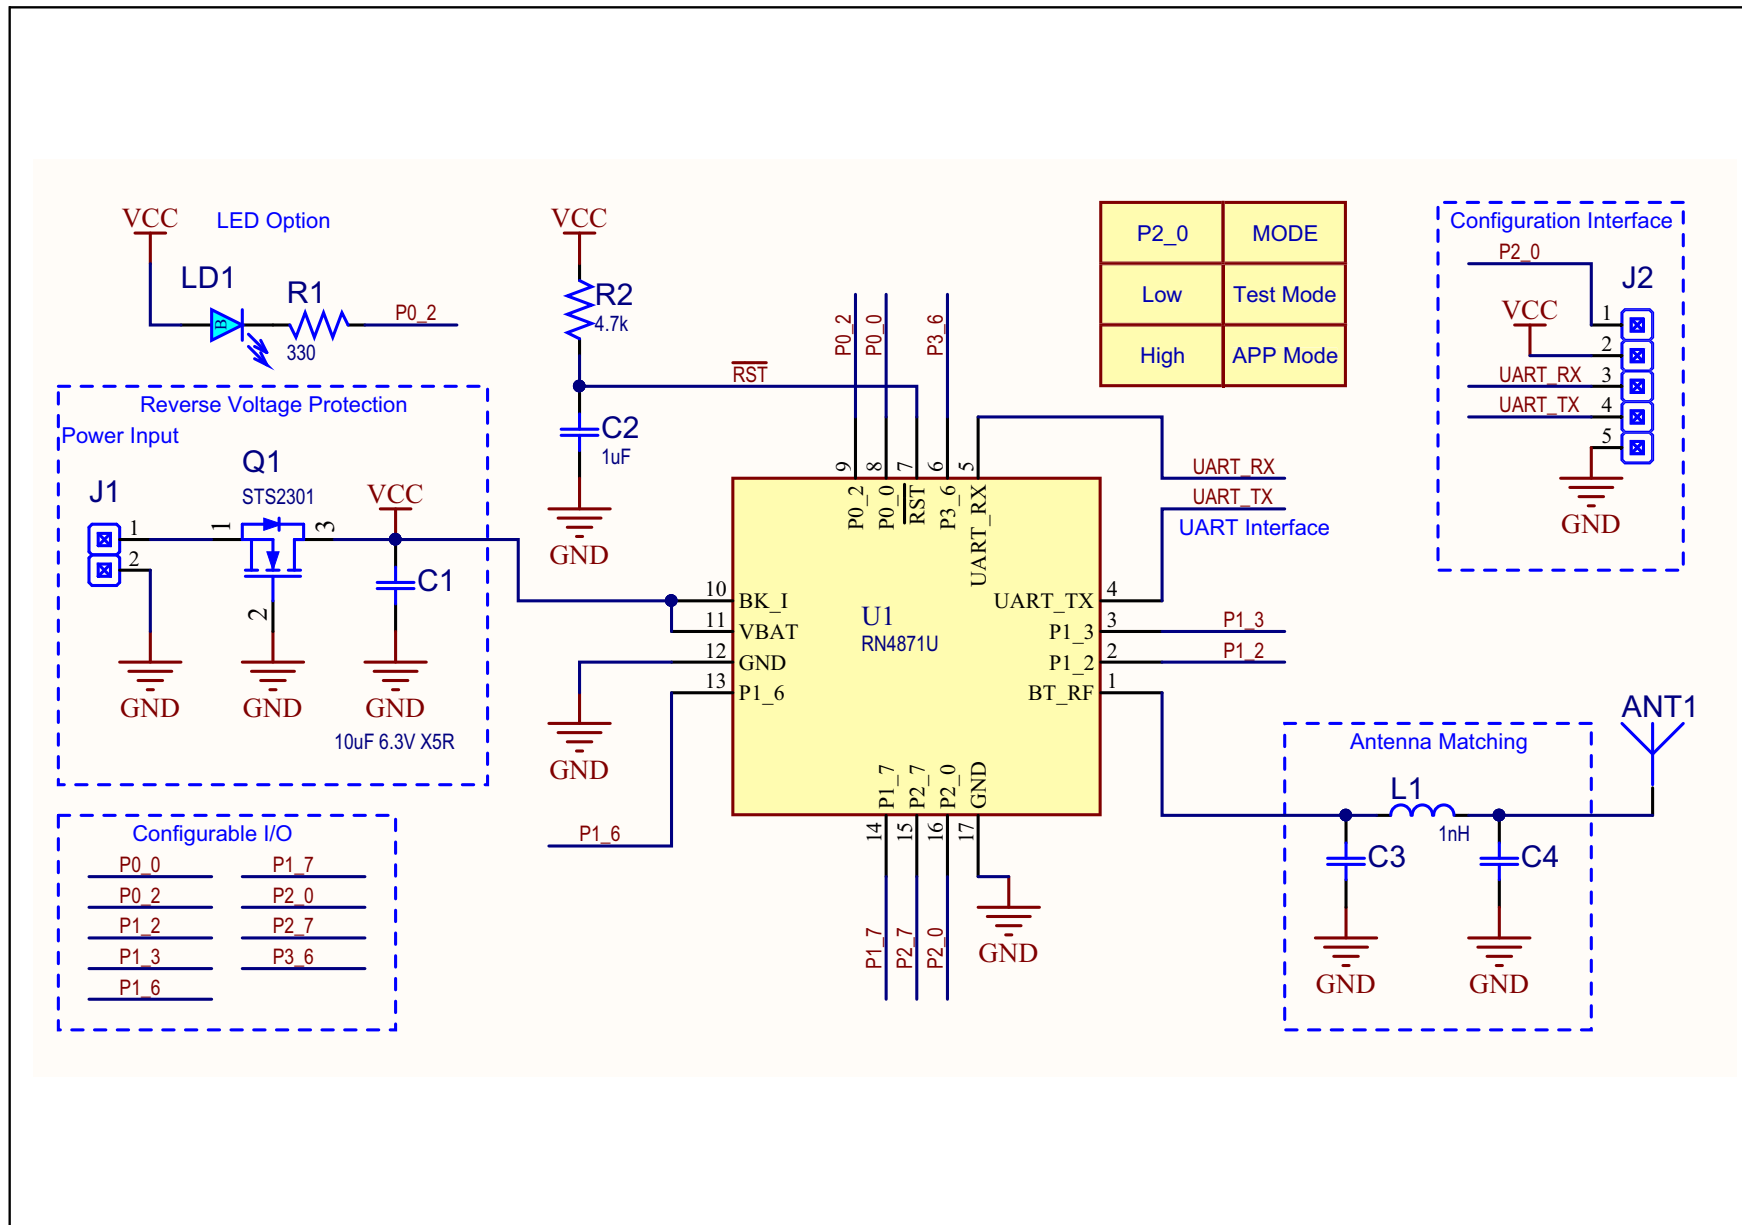 VCC
LED Option
LD1
B
R1
330
P0_2
VCC
R2
4.7k
RST
C2
1uF
GND
P0_2
P0_0
P3_6
P2_0 MODE
Low Test Mode
High APP Mode
Configuration Interface
P2_0
J2
VCC
1
2
UART_RX 3
UART_TX 4
5
GND
Reverse Voltage Protection
Power Input
J1
1
2
Q1
STS2301
1 3
2
VCC
C1
GND
GND
GND
10uF 6.3V X5R
9 8 7 6 5
P0_2 P0_0 RST P3_6 UART_RX
UART_RX
UART_TX
UART Interface
10 BK_I
11 VBAT
12 GND
13 P1_6
U1
RN4871U
UART_TX 4
P1_3 3 P1_3
P1_2 2 P1_2
BT_RF 1
GND
P1_6
P1_7 P2_7 P2_0 GND
14 15 16 17
P1_7 P2_7 P2_0
GND
Antenna Matching
ANT1
L1
1nH
C3
C4
GND
GND
Configurable I/O
P0_0 P1_7
P0_2 P2_0
P1_2 P2_7
P1_3 P3_6
P1_6